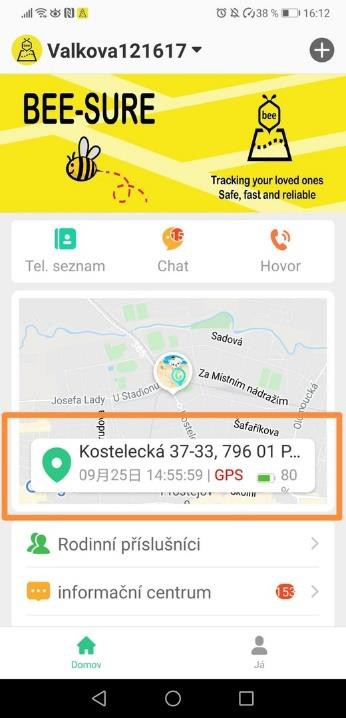 38 % 16:12
Valkova121617
BEE-SURE
bee
Tracking your loved ones
Safe, fast and reliable
15
Tel. seznam
Chat
Hovor
Sadová
Za Místním nádražím
Josefa Lady
U Stadionu
Olomoucká
Šafaříkova
Kostelecká 37-33, 796 01 P...
09月25日 14:55:59 | GPS
80
%
Prostějov
Školní
Rodinní příslušníci
informační centrum
153
Domov
Já